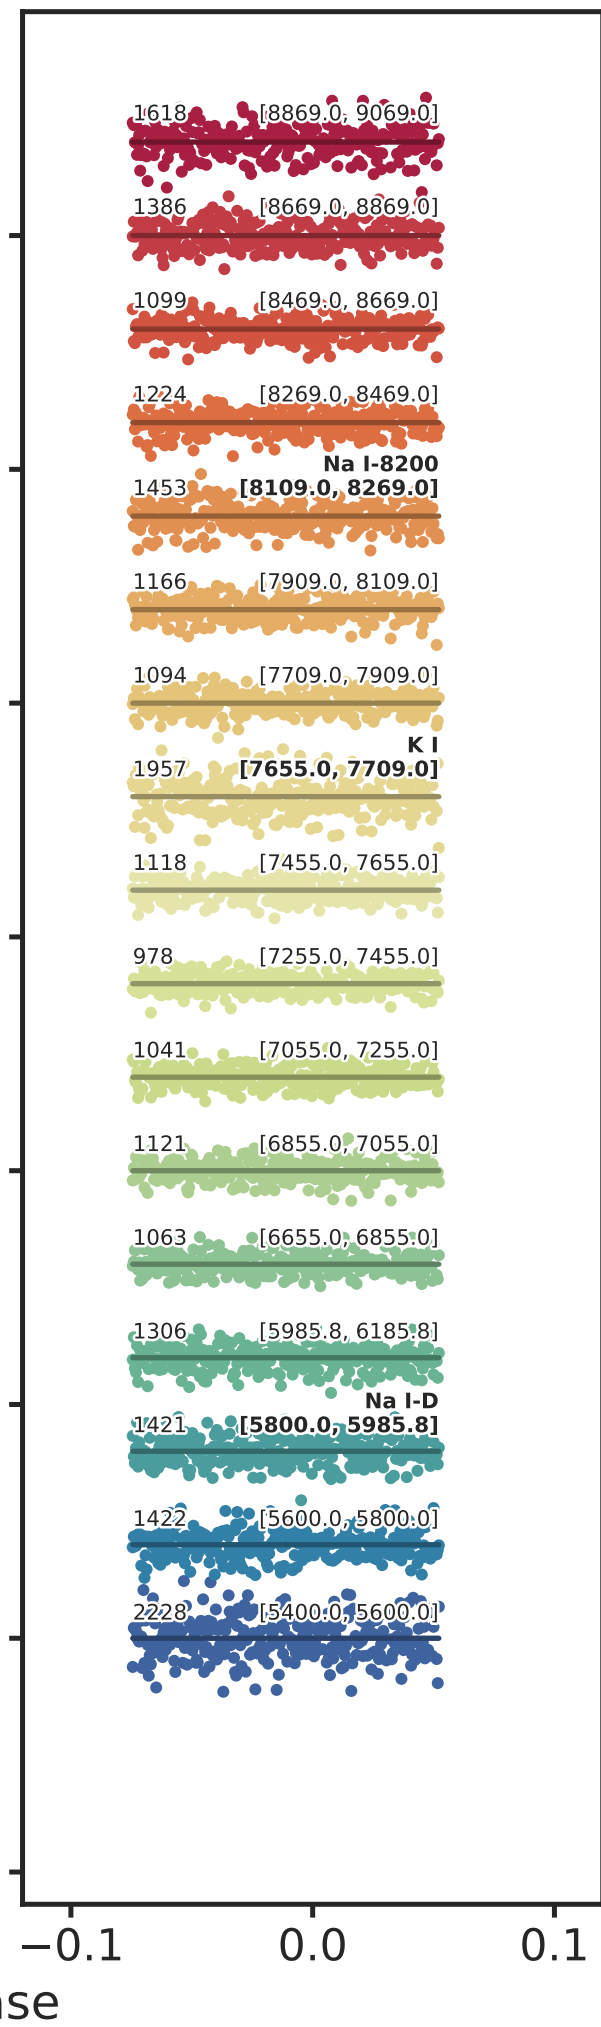 1618 [8869.0, 9069.0]
1386 [8669.0, 8869.0]
1099 [8469.0, 8669.0]
1224 [8269.0, 8469.0]
Na I-8200
1453 [8109.0, 8269.0]
1166 [7909.0, 8109.0]
1094 [7709.0, 7909.0]
K I
1957 [7655.0, 7709.0]
1118 [7455.0, 7655.0]
978 [7255.0, 7455.0]
1041 [7055.0, 7255.0]
1121 [6855.0, 7055.0]
1063 [6655.0, 6855.0]
1306 [5985.8, 6185.8]
Na I-D
1421 [5800.0, 5985.8]
1422 [5600.0, 5800.0]
2228 [5400.0, 5600.0]
−0.1 0.0 0.1